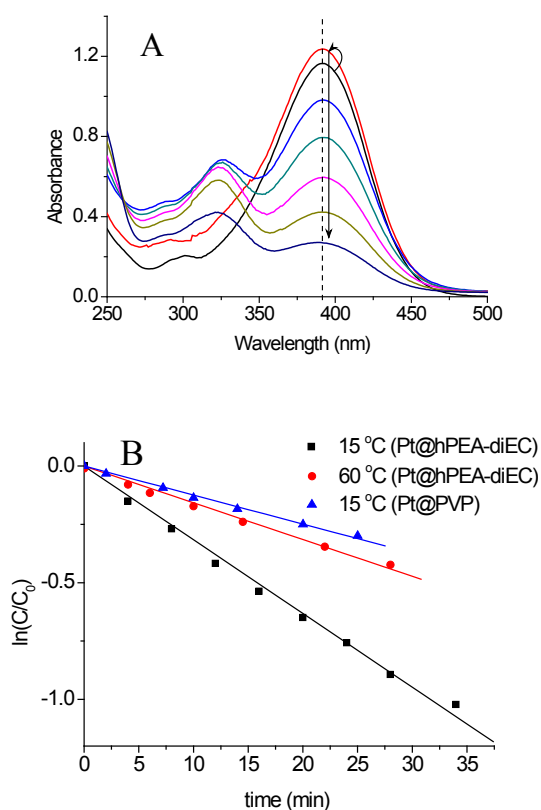 A
1.2
0.8
0.4
0.0
Absorbance
250 300 350 400 450 500
Wavelength (nm)
B
15 °C (Pt@hPEA-diEC)
60 °C (Pt@hPEA-diEC)
15 °C (Pt@PVP)
0.0
-0.5
-1.0
ln(C/C₀)
0 5 10 15 20 25 30 35
time (min)